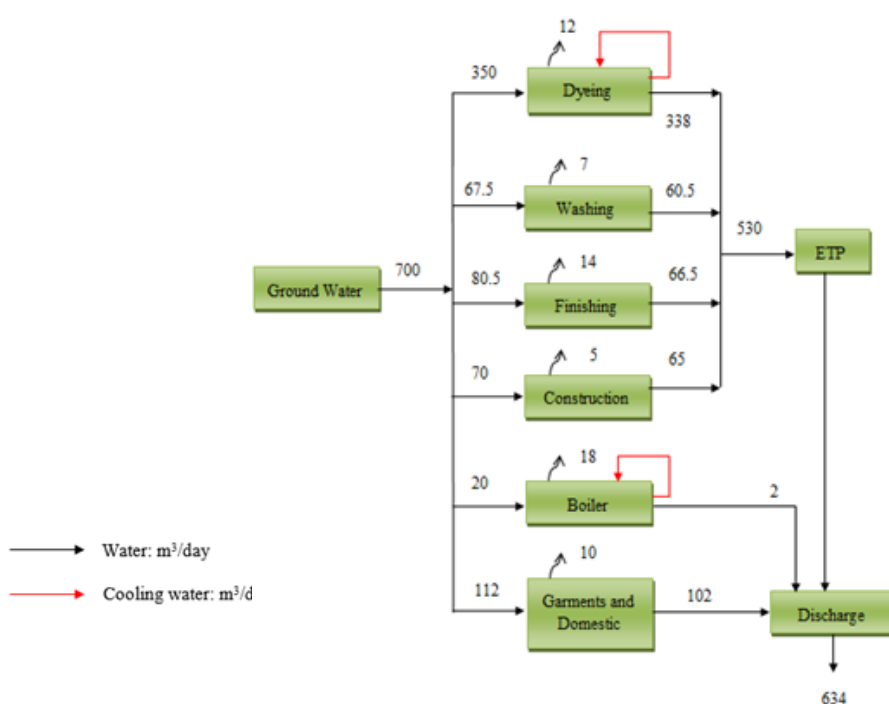 12
350
Dyeing
338
7
67.5
60.5
Washing
530
ETP
14
700
80.5
66.5
Ground Water
Finishing
5
70
65
Construction
18
20
2
Boiler
Water: m³/day
10
Cooling water: m³/d
112
Garments and
Domestic
102
Discharge
634